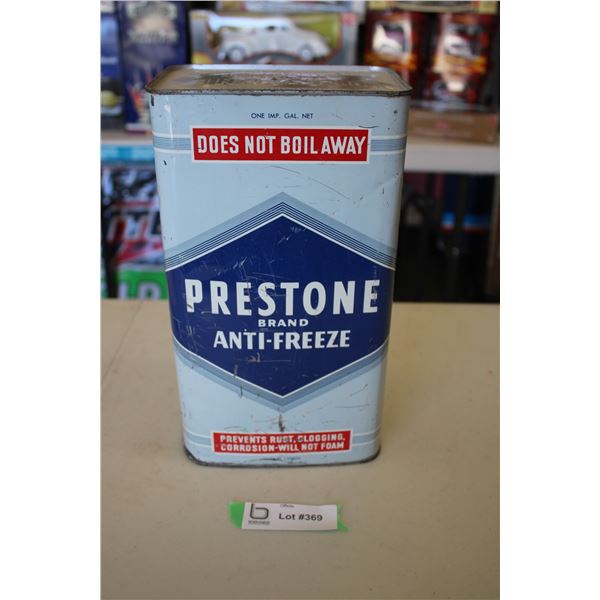 ONE IMP. GAL. NET
DOES NOT BOIL AWAY
PRESTONE
BRAND
ANTI-FREEZE
PREVENTS RUST, CLOGGING,
CORROSION-WILL NOT FOAM
Lot #369